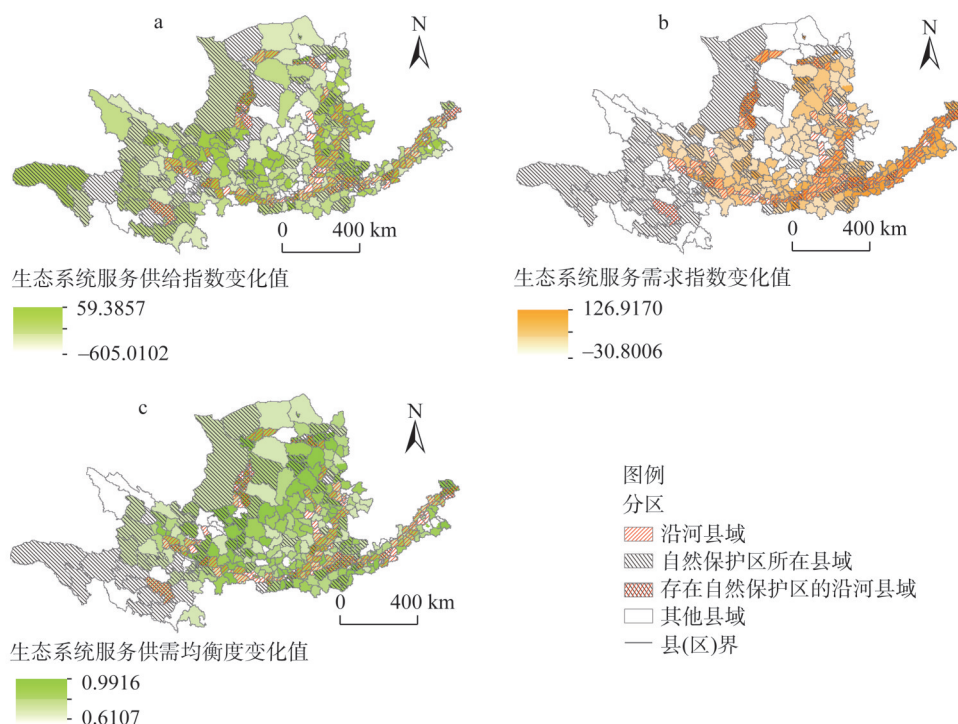 a
N
0 400 km
生态系统服务供给指数变化值
59.3857
–605.0102
b
N
0 400 km
生态系统服务需求指数变化值
126.9170
–30.8006
c
N
0 400 km
生态系统服务供需均衡度变化值
0.9916
0.6107
图例
分区
沿河县域
自然保护区所在县域
存在自然保护区的沿河县域
其他县域
县(区)界